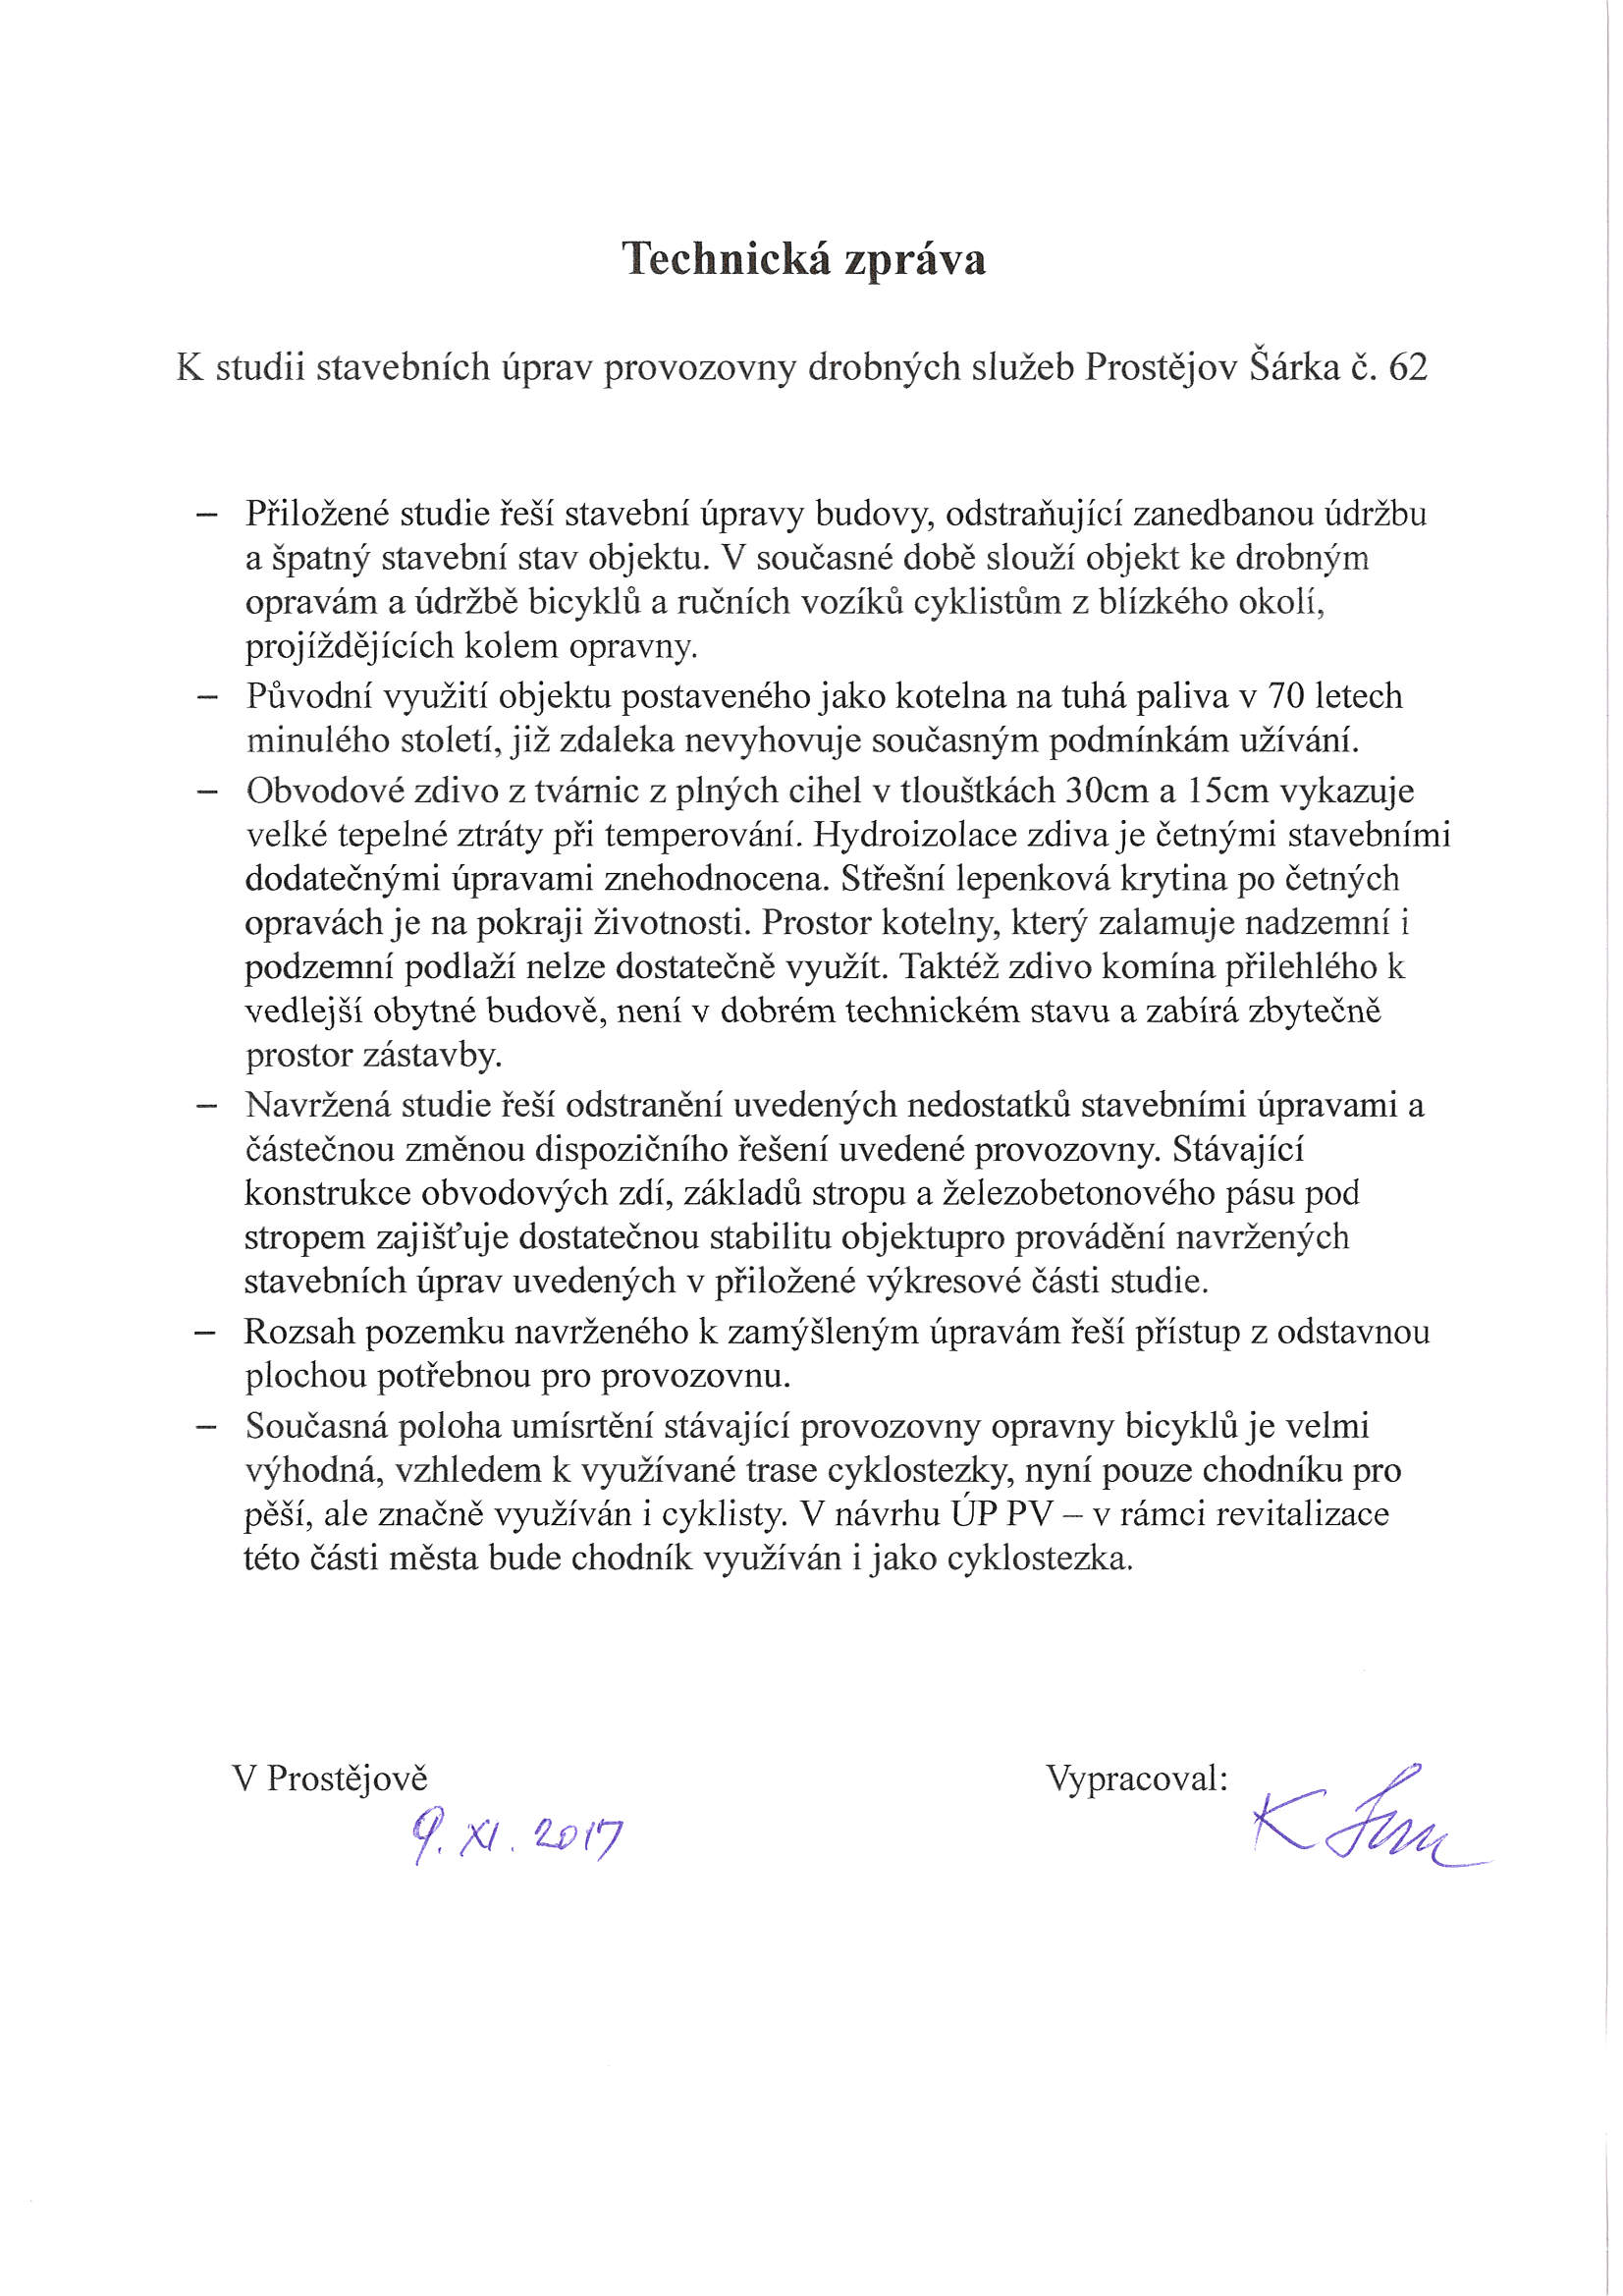 Technická zpráva
K studii stavebních úprav provozovny drobných služeb Prostějov Šárka č. 62
– Přiložené studie řeší stavební úpravy budovy, odstraňující zanedbanou údržbu
a špatný stavební stav objektu. V současné době slouží objekt ke drobným
opravám a údržbě bicyklů a ručních vozíků cyklistům z blízkého okolí,
projíždějících kolem opravny.
– Původní využití objektu postaveného jako kotelna na tuhá paliva v 70 letech
minulého století, již zdaleka nevyhovuje současným podmínkám užívání.
– Obvodové zdivo z tvárnic z plných cihel v tlouštkách 30cm a 15cm vykazuje
velké tepelné ztráty při temperování. Hydroizolace zdiva je četnými stavebními
dodatečnými úpravami znehodnocena. Střešní lepenková krytina po četných
opravách je na pokraji životnosti. Prostor kotelny, který zalamuje nadzemní i
podzemní podlaží nelze dostatečně využít. Taktéž zdivo komína přilehlého k
vedlejší obytné budově, není v dobrém technickém stavu a zabírá zbytečně
prostor zástavby.
– Navržená studie řeší odstranění uvedených nedostatků stavebními úpravami a
částečnou změnou dispozičního řešení uvedené provozovny. Stávající
konstrukce obvodových zdí, základů stropu a železobetonového pásu pod
stropem zajišťuje dostatečnou stabilitu objektupro provádění navržených
stavebních úprav uvedených v přiložené výkresové části studie.
– Rozsah pozemku navrženého k zamýšleným úpravám řeší přístup z odstavnou
plochou potřebnou pro provozovnu.
– Současná poloha umísrtění stávající provozovny opravny bicyklů je velmi
výhodná, vzhledem k využívané trase cyklostezky, nyní pouze chodníku pro
pěší, ale značně využíván i cyklisty. V návrhu ÚP PV – v rámci revitalizace
této části města bude chodník využíván i jako cyklostezka.
V Prostějově
Vypracoval:
9. XI. 2017